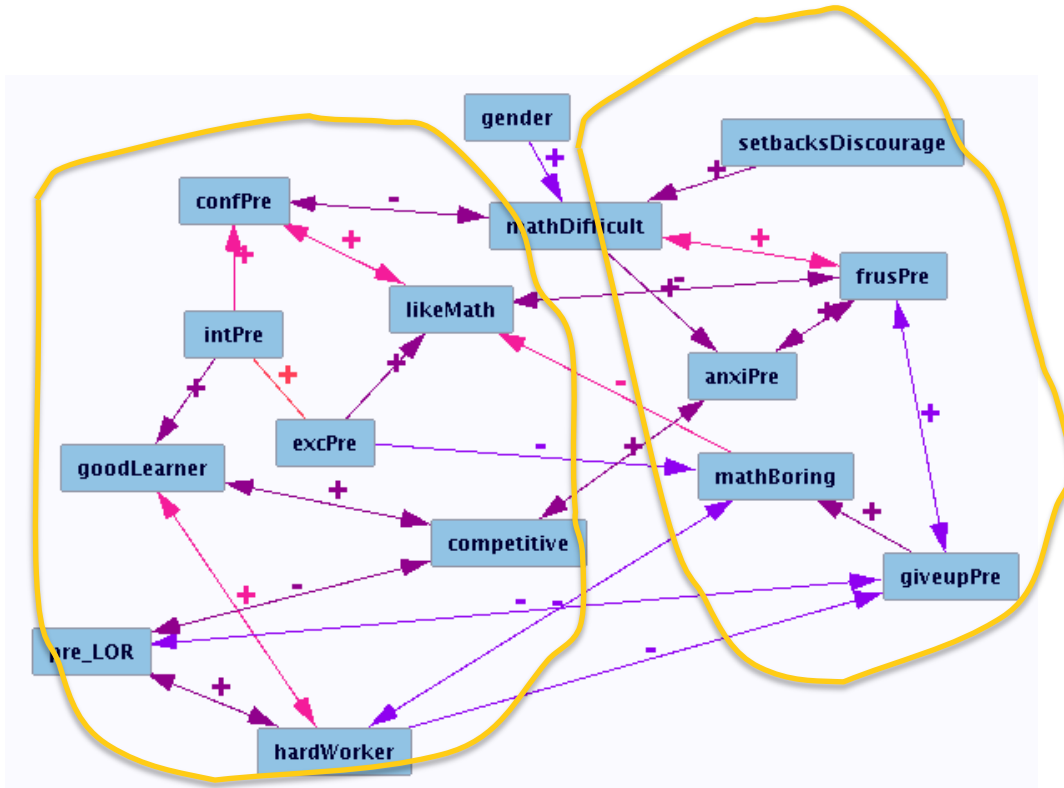 gender
setbacksDiscourage
+
+
confPre
-
mathDifficult
+
+
+
frusPre
likeMath
+
-
+
intPre
+
+
+
anxiPre
-
+
excPre
-
+
goodLearner
+
mathBoring
+
competitive
+
-
giveupPre
+
-
-
pre_LOR
-
+
hardWorker